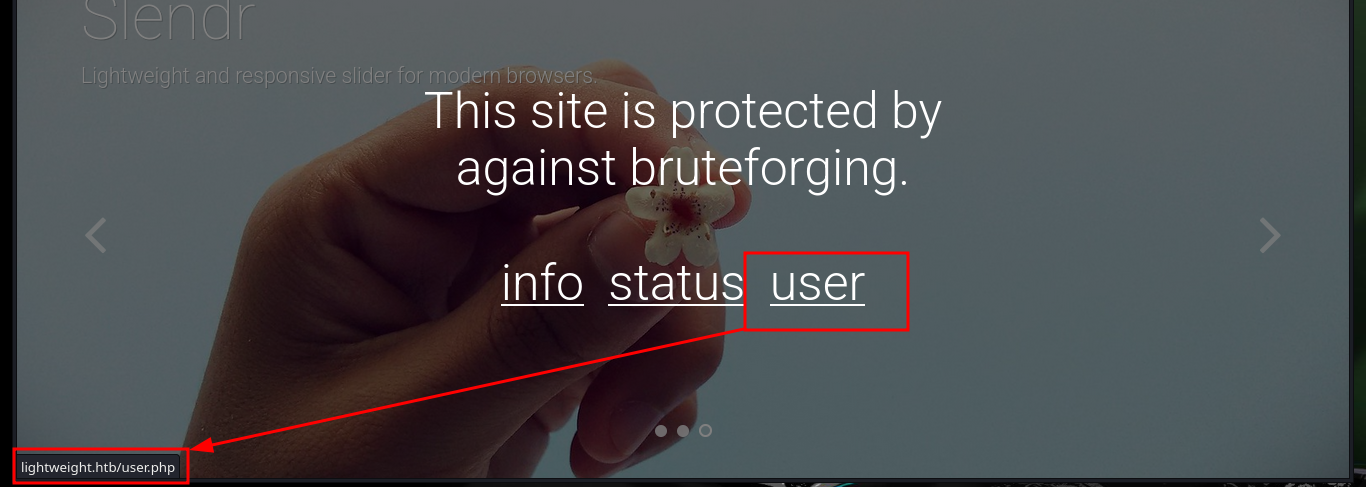 Slendr
Lightweight and responsive slider for modern browsers.
This site is protected by
against bruteforging.
info status user
lightweight.htb/user.php